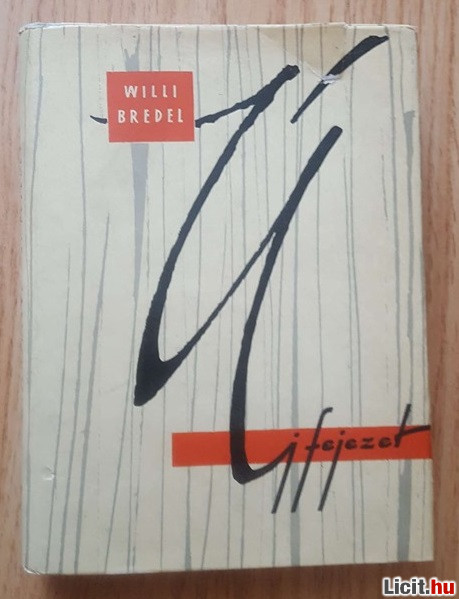 WILLI
BREDEL
Új fejezet
Licit.hu